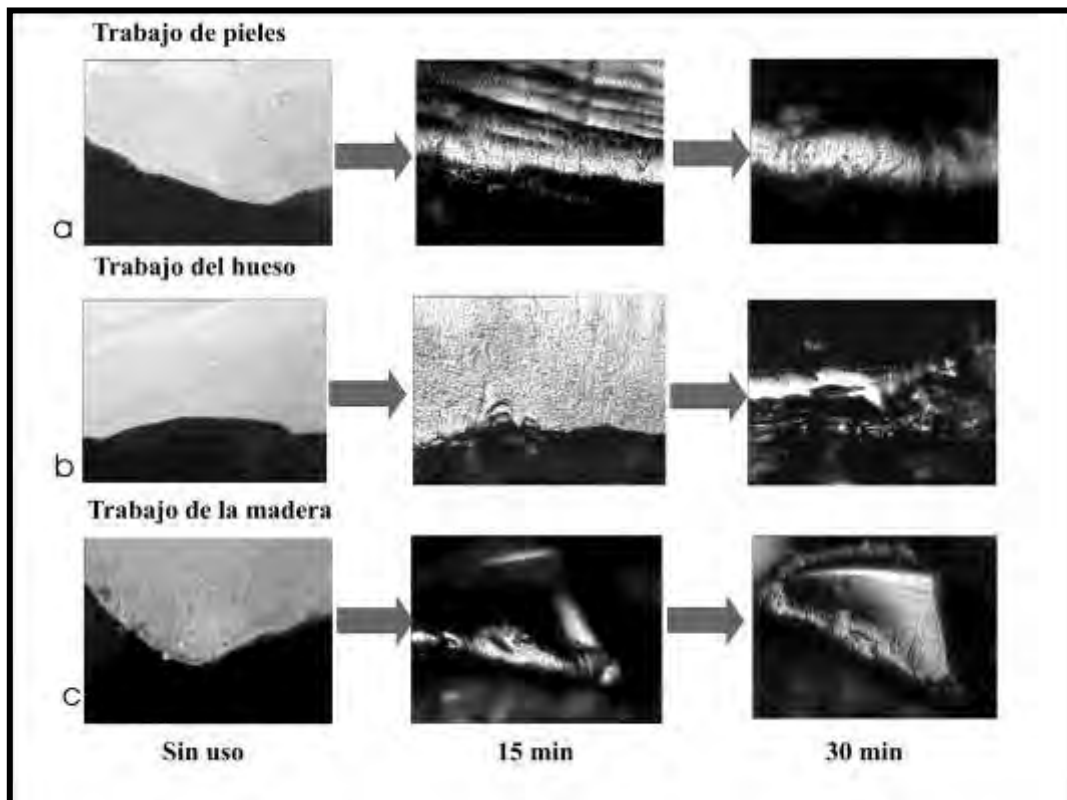 Trabajo de pieles
a
Trabajo del hueso
b
Trabajo de la madera
c
Sin uso 15 min 30 min